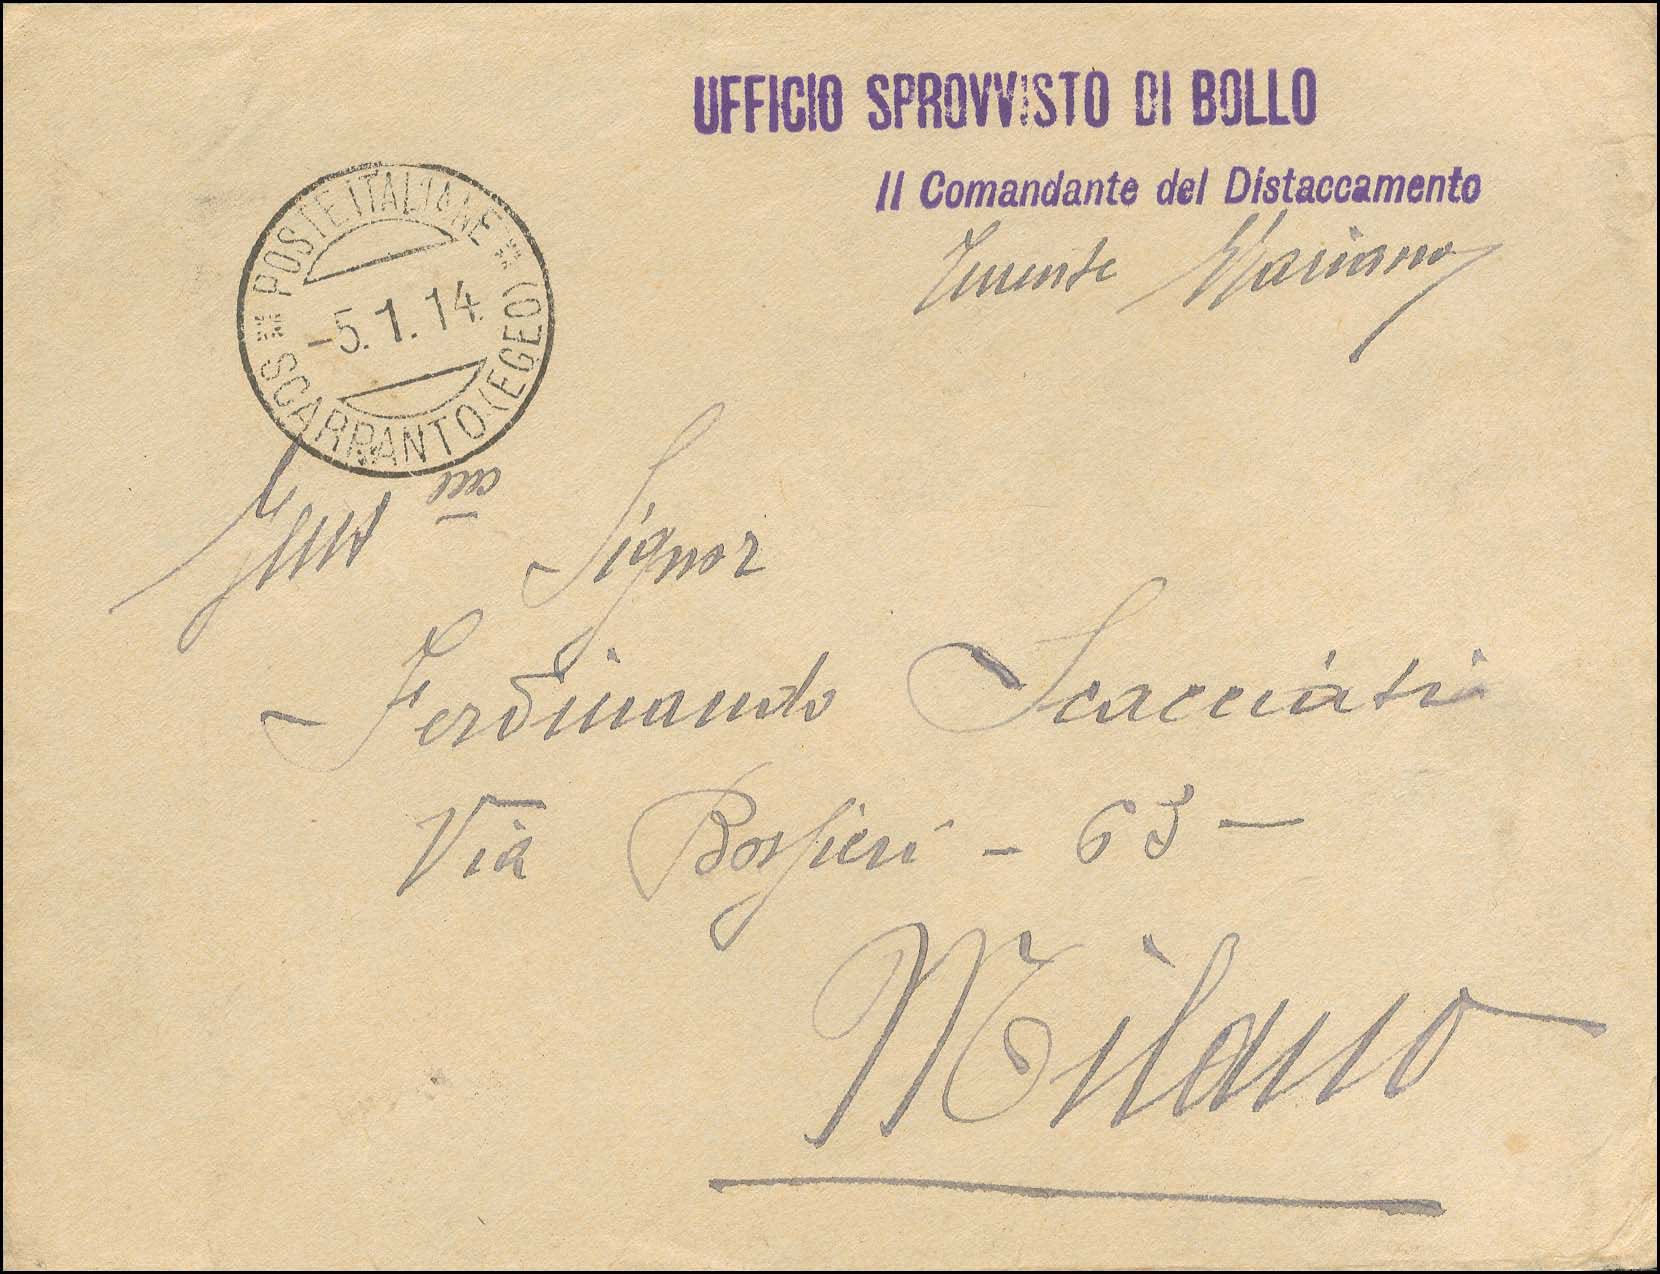 UFFICIO SPROVVISTO DI BOLLO
Il Comandante del Distaccamento
Tenente Mariano
POSTE ITALIANE
-5.1.14
SCARPANTO (EGEO)
Signor
Ferdinando Scacciati
Via Borsieri - 63 -
Milano